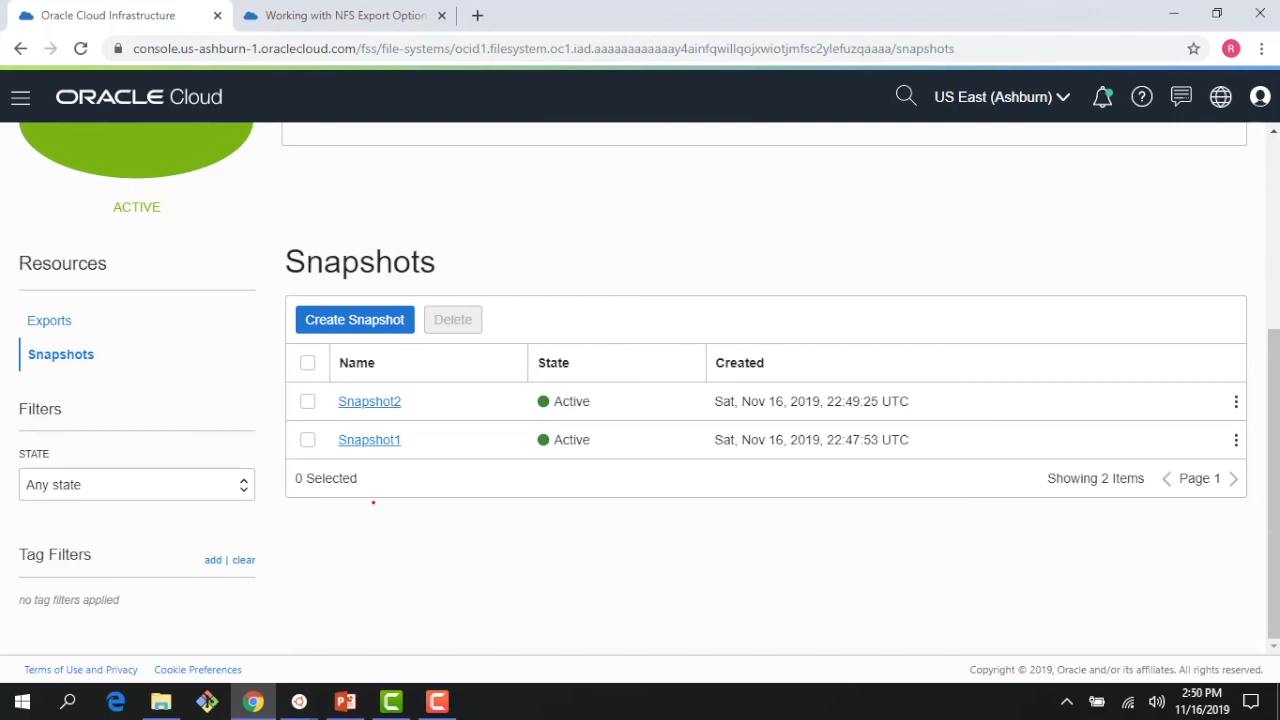 Oracle Cloud Infrastructure
Working with NFS Export Option
console.us-ashburn-1.oraclecloud.com/fss/file-systems/ocid1.filesystem.oc1.iad.aaaaaaaaaaay4ainfqwillqojxwiotjmfsc2ylefuzqaaaa/snapshots
R
ORACLE Cloud
US East (Ashburn)
ACTIVE
Resources
Exports
Snapshots
Filters
STATE
Any state
Tag Filters
add | clear
no tag filters applied
Snapshots
Create Snapshot Delete
Name State Created
Snapshot2 Active Sat, Nov 16, 2019, 22:49:25 UTC
Snapshot1 Active Sat, Nov 16, 2019, 22:47:53 UTC
0 Selected Showing 2 Items Page 1
Terms of Use and Privacy Cookie Preferences Copyright © 2019, Oracle and/or its affiliates. All rights reserved.
2:50 PM
11/16/2019